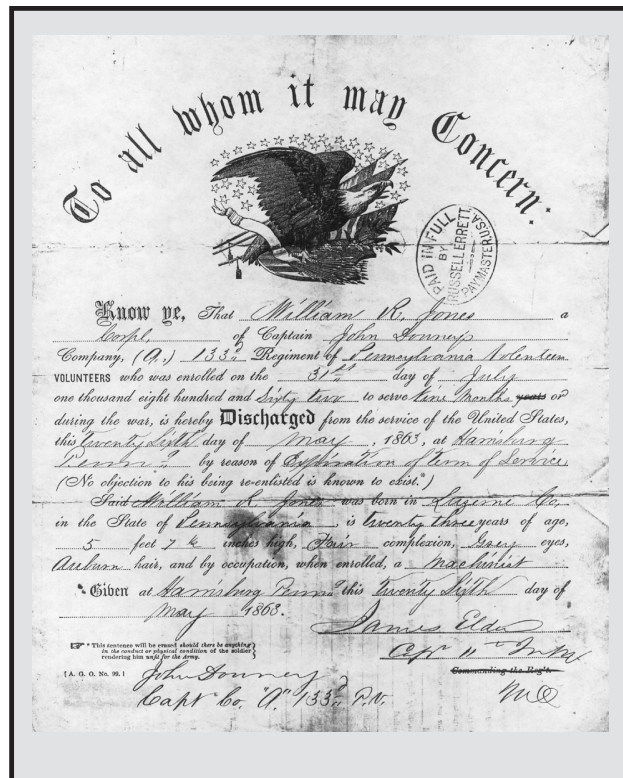 To all whom it may Concern:
PAID IN FULL
BY
RUSSELL ERRETT
PAYMASTER USA
Know ye, That William R. Jones a
Corpl, of Captain John Downeys
Company, (A,) 133d Regiment of Pennsylvania Volunteer
VOLUNTEERS who was enrolled on the 31st day of July
one thousand eight hundred and Sixty two to serve Nine Months years or
during the war, is hereby Discharged from the service of the United States,
this Twenty Sixth day of May, 1863, at Harrisburg
Penna by reason of Expiration of term of Service,
(No objection to his being re-enlisted is known to exist.*)
Said William R Jones was born in Luzerne Co,
in the State of Pennsylvania, is twenty three years of age,
5 feet 7 ½ inches high, Fair complexion, Grey eyes,
Auburn hair, and by occupation, when enrolled, a Machinist
Given at Harrisburg Penna this Twenty Sixth day of
May 1863.
James Elder
Capt 11th Infy
*This sentence will be erased should there be anything
in the conduct or physical condition of the soldier
rendering him unfit for the Army.
Commanding the Reg't.
[A. G. O. No. 99.]
John Downey
Capt Co. "A" 133d P.V.